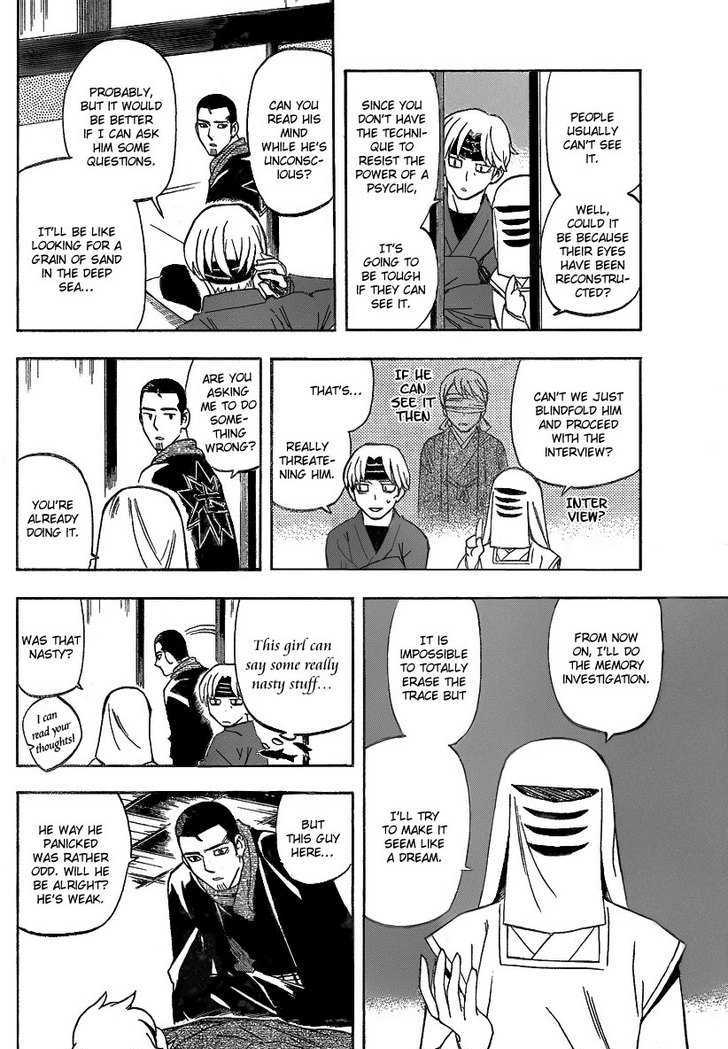 PEOPLE
USUALLY
CAN'T SEE
IT.
WELL,
COULD IT
BE BECAUSE
THEIR EYES
HAVE BEEN
RECONSTRU-
CTED?
SINCE YOU
DON'T HAVE
THE TECHNI-
QUE TO
RESIST THE
POWER OF A
PSYCHIC,
IT'S
GOING TO
BE TOUGH
IF THEY CAN
SEE IT.
CAN YOU
READ HIS
MIND
WHILE HE'S
UNCONSC-
IOUS?
PROBABLY,
BUT IT WOULD
BE BETTER
IF I CAN ASK
HIM SOME
QUESTIONS.
IT'LL BE LIKE
LOOKING FOR A
GRAIN OF SAND
IN THE DEEP
SEA...
CAN'T WE JUST
BLINDFOLD HIM
AND PROCEED
WITH THE
INTERVIEW?
INTER
VIEW?
IF HE
CAN
SEE IT
THEN
THAT'S...
REALLY
THREATE-
NING HIM.
ARE YOU
ASKING
ME TO DO
SOME-
THING
WRONG?
YOU'RE
ALREADY
DOING IT.
FROM NOW
ON, I'LL DO
THE MEMORY
INVESTIGATION.
IT IS
IMPOSSIBLE
TO TOTALLY
ERASE THE
TRACE BUT
I'LL TRY
TO MAKE IT
SEEM LIKE
A DREAM.
This girl can
say some really
nasty stuff...
WAS THAT
NASTY?
I can
read your
thoughts!
BUT
THIS GUY
HERE...
HE WAY HE
PANICKED
WAS RATHER
ODD. WILL HE
BE ALRIGHT?
HE'S WEAK.